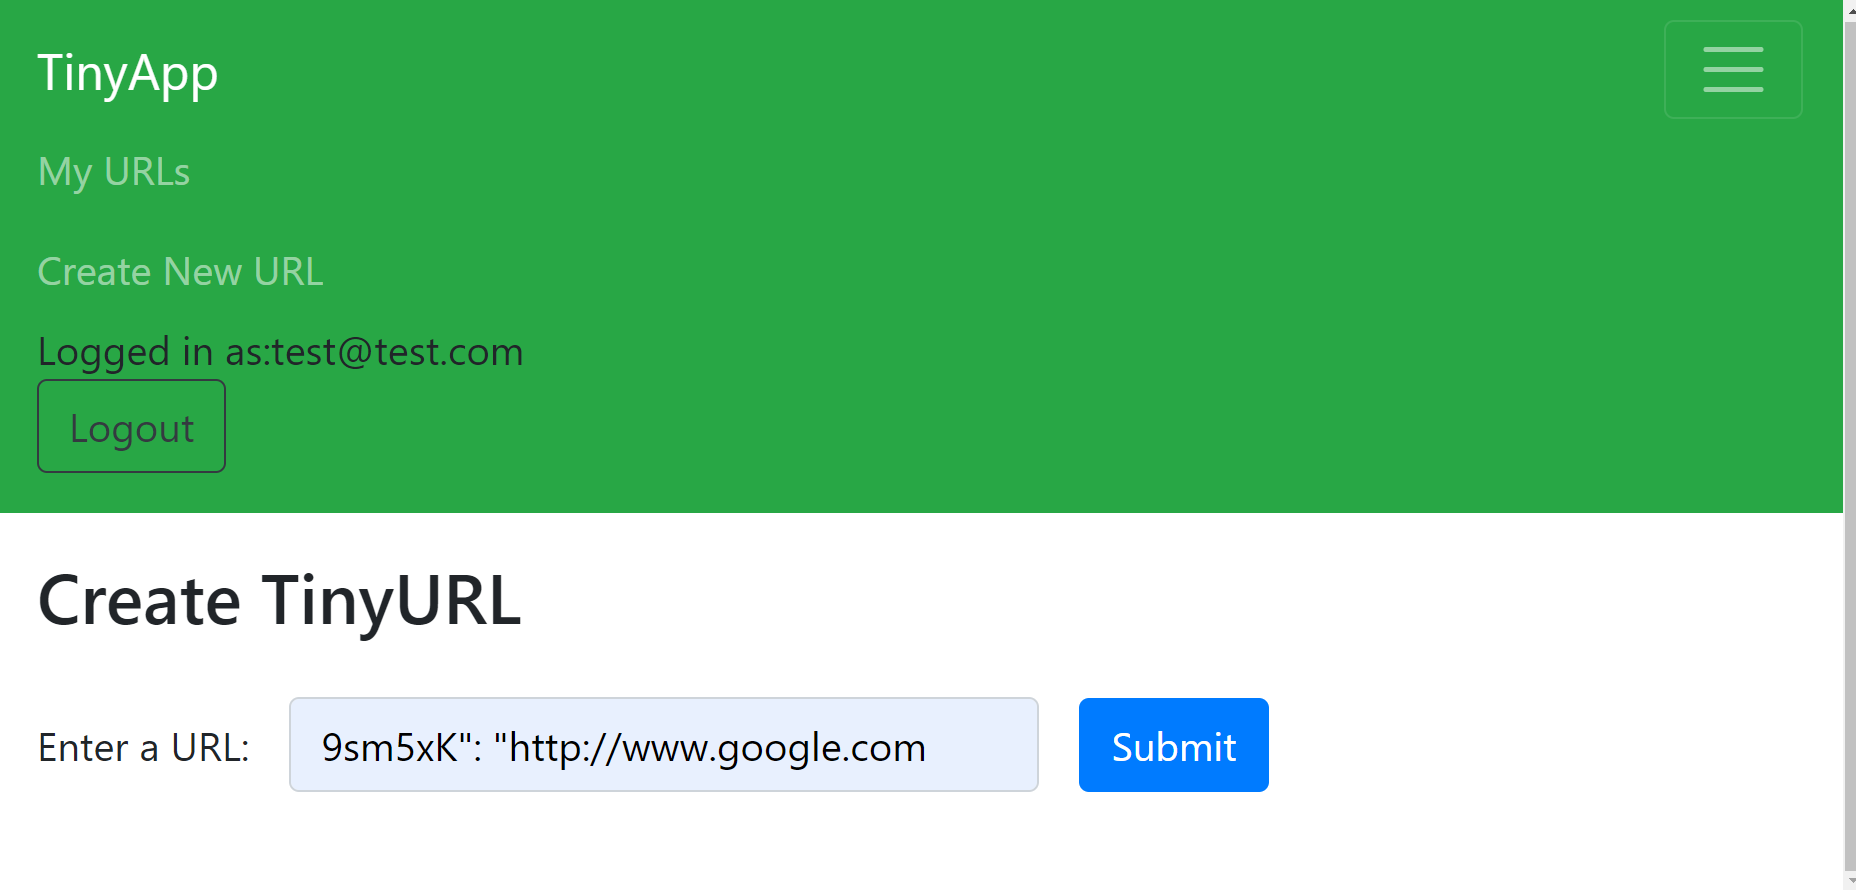 TinyApp
My URLs
Create New URL
Logged in as:test@test.com
Logout
Create TinyURL
Enter a URL: 9sm5xK": "http://www.google.com Submit